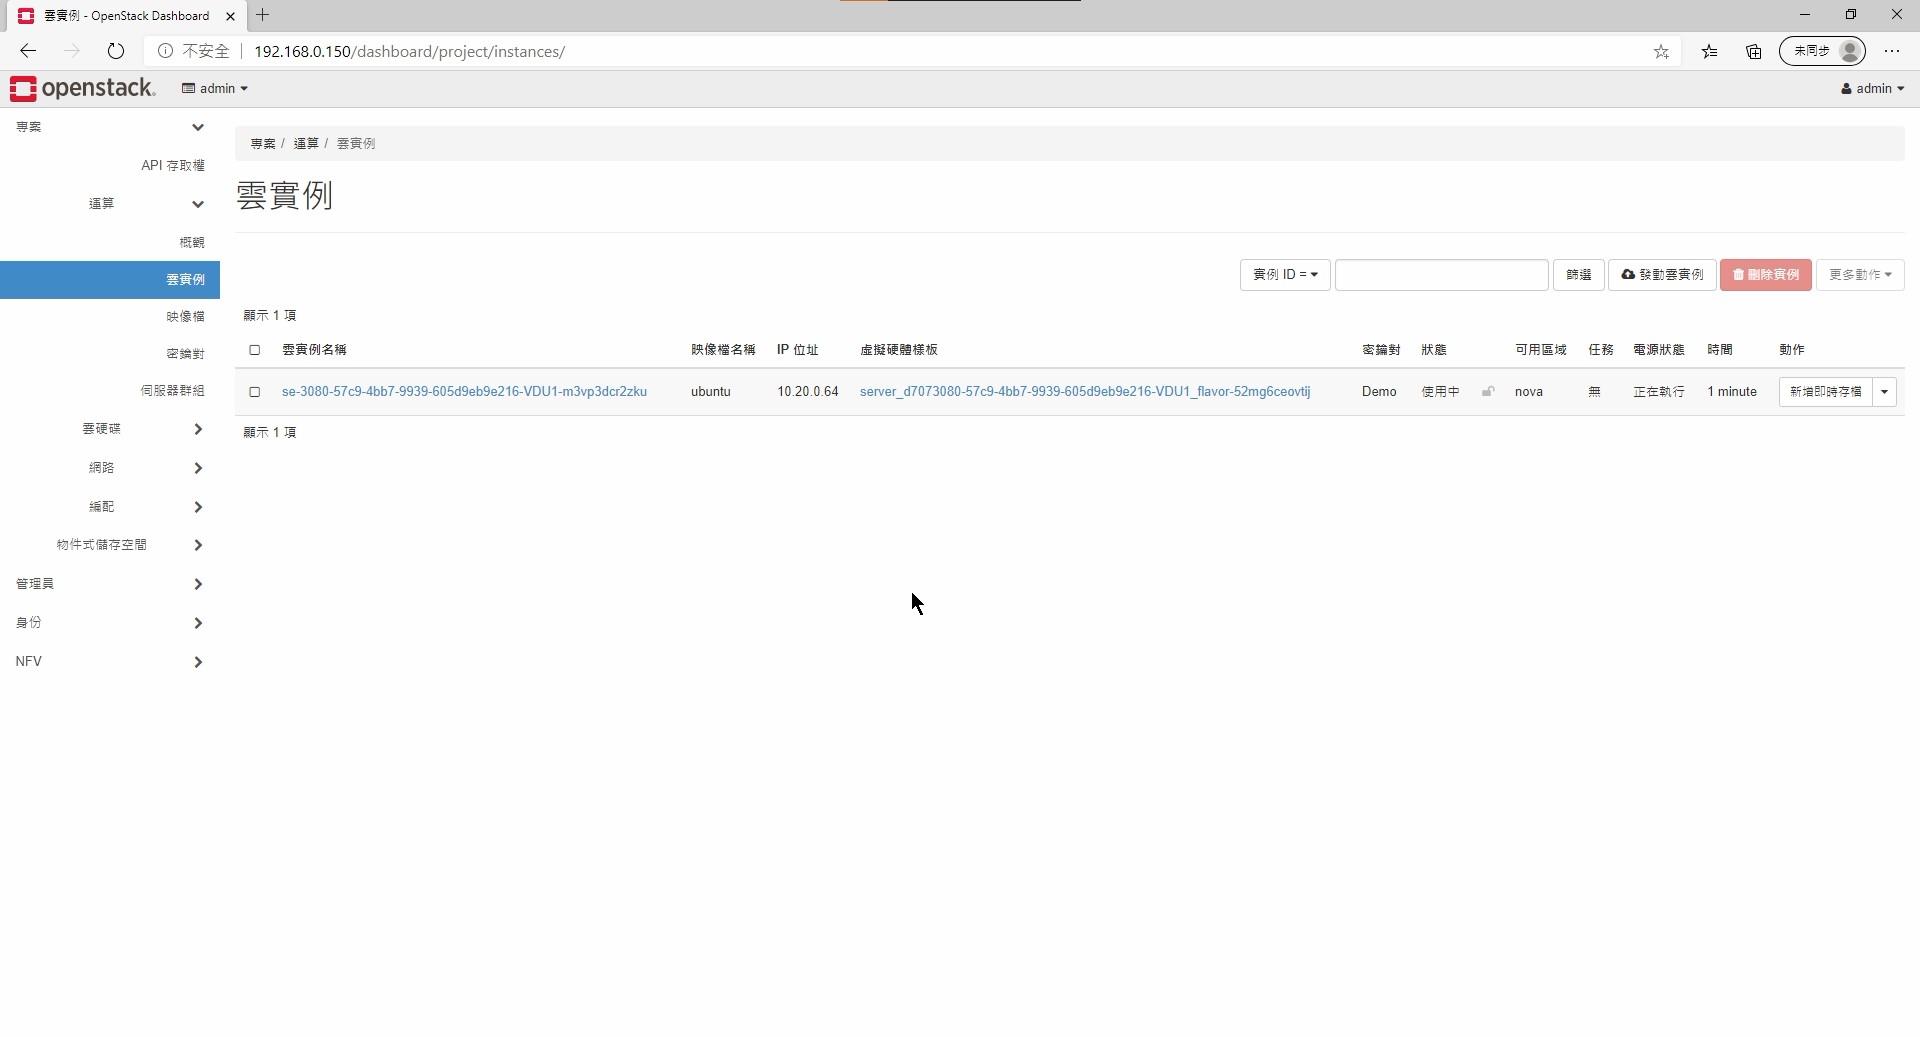 雲實例 - OpenStack Dashboard
不安全 192.168.0.150/dashboard/project/instances/
未同步
openstack. admin
admin
專案
API 存取權
運算
概觀
雲實例
映像檔
密鑰對
伺服器群組
雲硬碟
網路
編配
物件式儲存空間
管理員
身份
NFV
專案 / 運算 / 雲實例
雲實例
實例 ID = 篩選 發動雲實例 刪除實例 更多動作
顯示 1 項
雲實例名稱 映像檔名稱 IP 位址 虛擬硬體樣板 密鑰對 狀態 可用區域 任務 電源狀態 時間 動作
se-3080-57c9-4bb7-9939-605d9eb9e216-VDU1-m3vp3dcr2zku ubuntu 10.20.0.64 server_d7073080-57c9-4bb7-9939-605d9eb9e216-VDU1_flavor-52mg6ceovtij Demo 使用中 nova 無 正在執行 1 minute 新增即時存檔
顯示 1 項